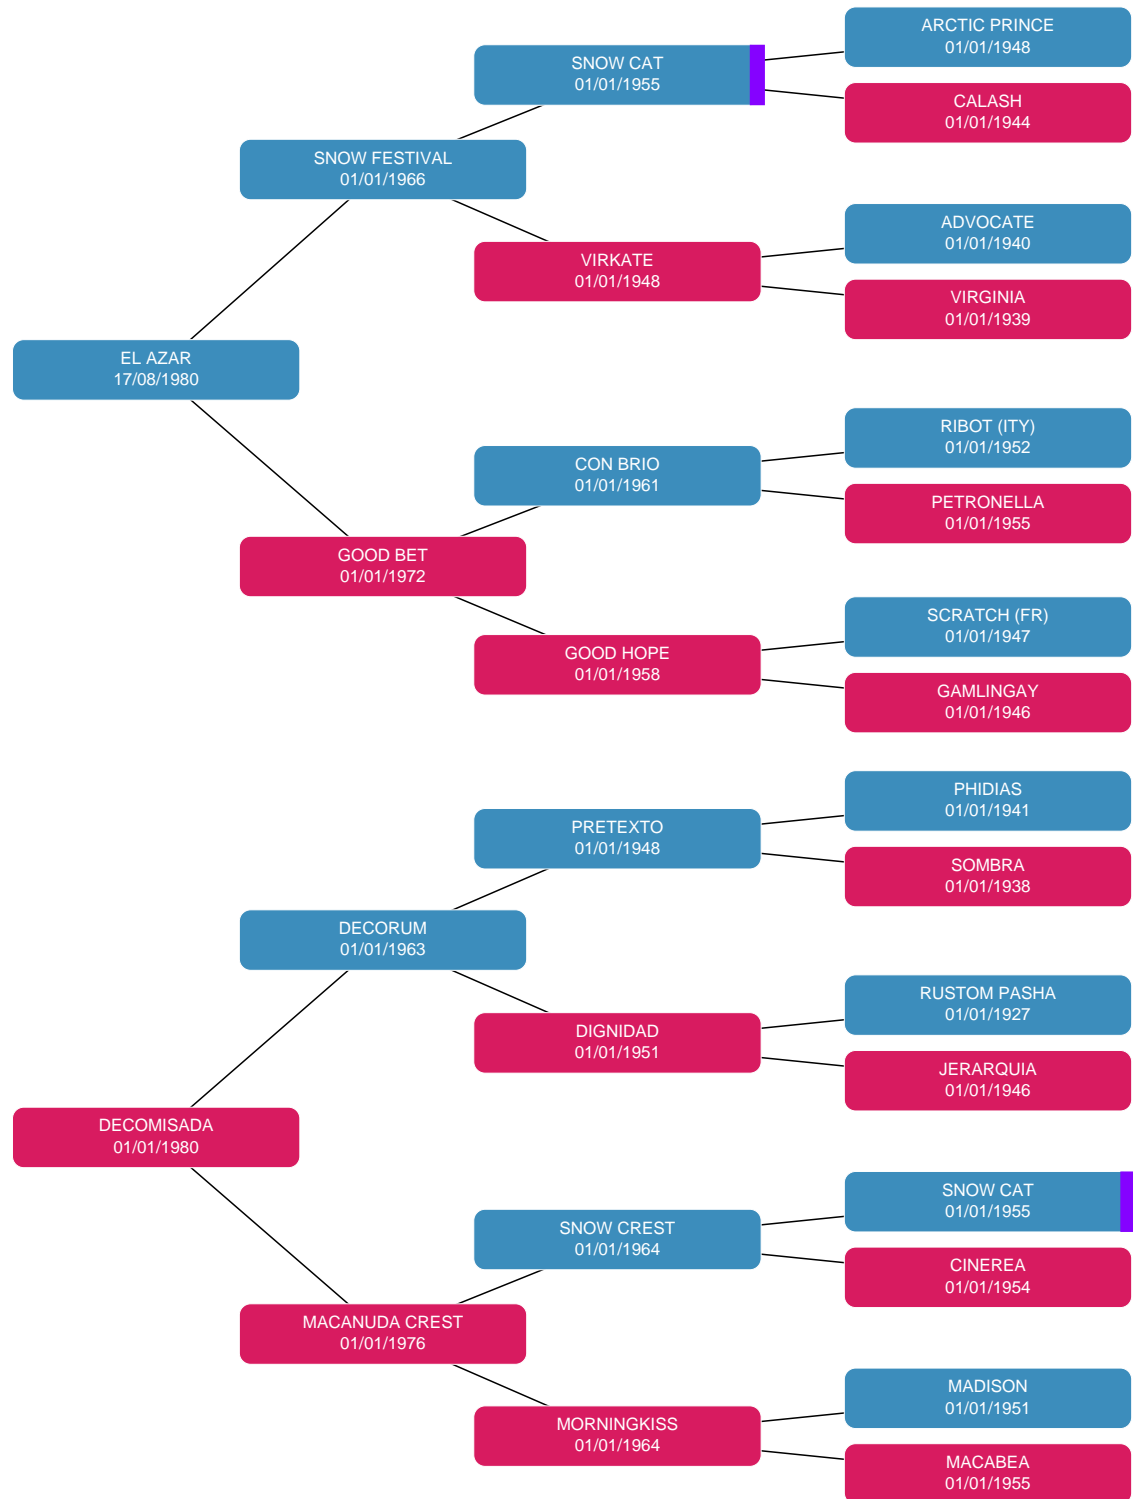 ARCTIC PRINCE
01/01/1948
SNOW CAT
01/01/1955
CALASH
01/01/1944
SNOW FESTIVAL
01/01/1966
ADVOCATE
01/01/1940
VIRKATE
01/01/1948
VIRGINIA
01/01/1939
EL AZAR
17/08/1980
RIBOT (ITY)
01/01/1952
CON BRIO
01/01/1961
PETRONELLA
01/01/1955
GOOD BET
01/01/1972
SCRATCH (FR)
01/01/1947
GOOD HOPE
01/01/1958
GAMLINGAY
01/01/1946
PHIDIAS
01/01/1941
PRETEXTO
01/01/1948
SOMBRA
01/01/1938
DECORUM
01/01/1963
RUSTOM PASHA
01/01/1927
DIGNIDAD
01/01/1951
JERARQUIA
01/01/1946
DECOMISADA
01/01/1980
SNOW CAT
01/01/1955
SNOW CREST
01/01/1964
CINEREA
01/01/1954
MACANUDA CREST
01/01/1976
MADISON
01/01/1951
MORNINGKISS
01/01/1964
MACABEA
01/01/1955